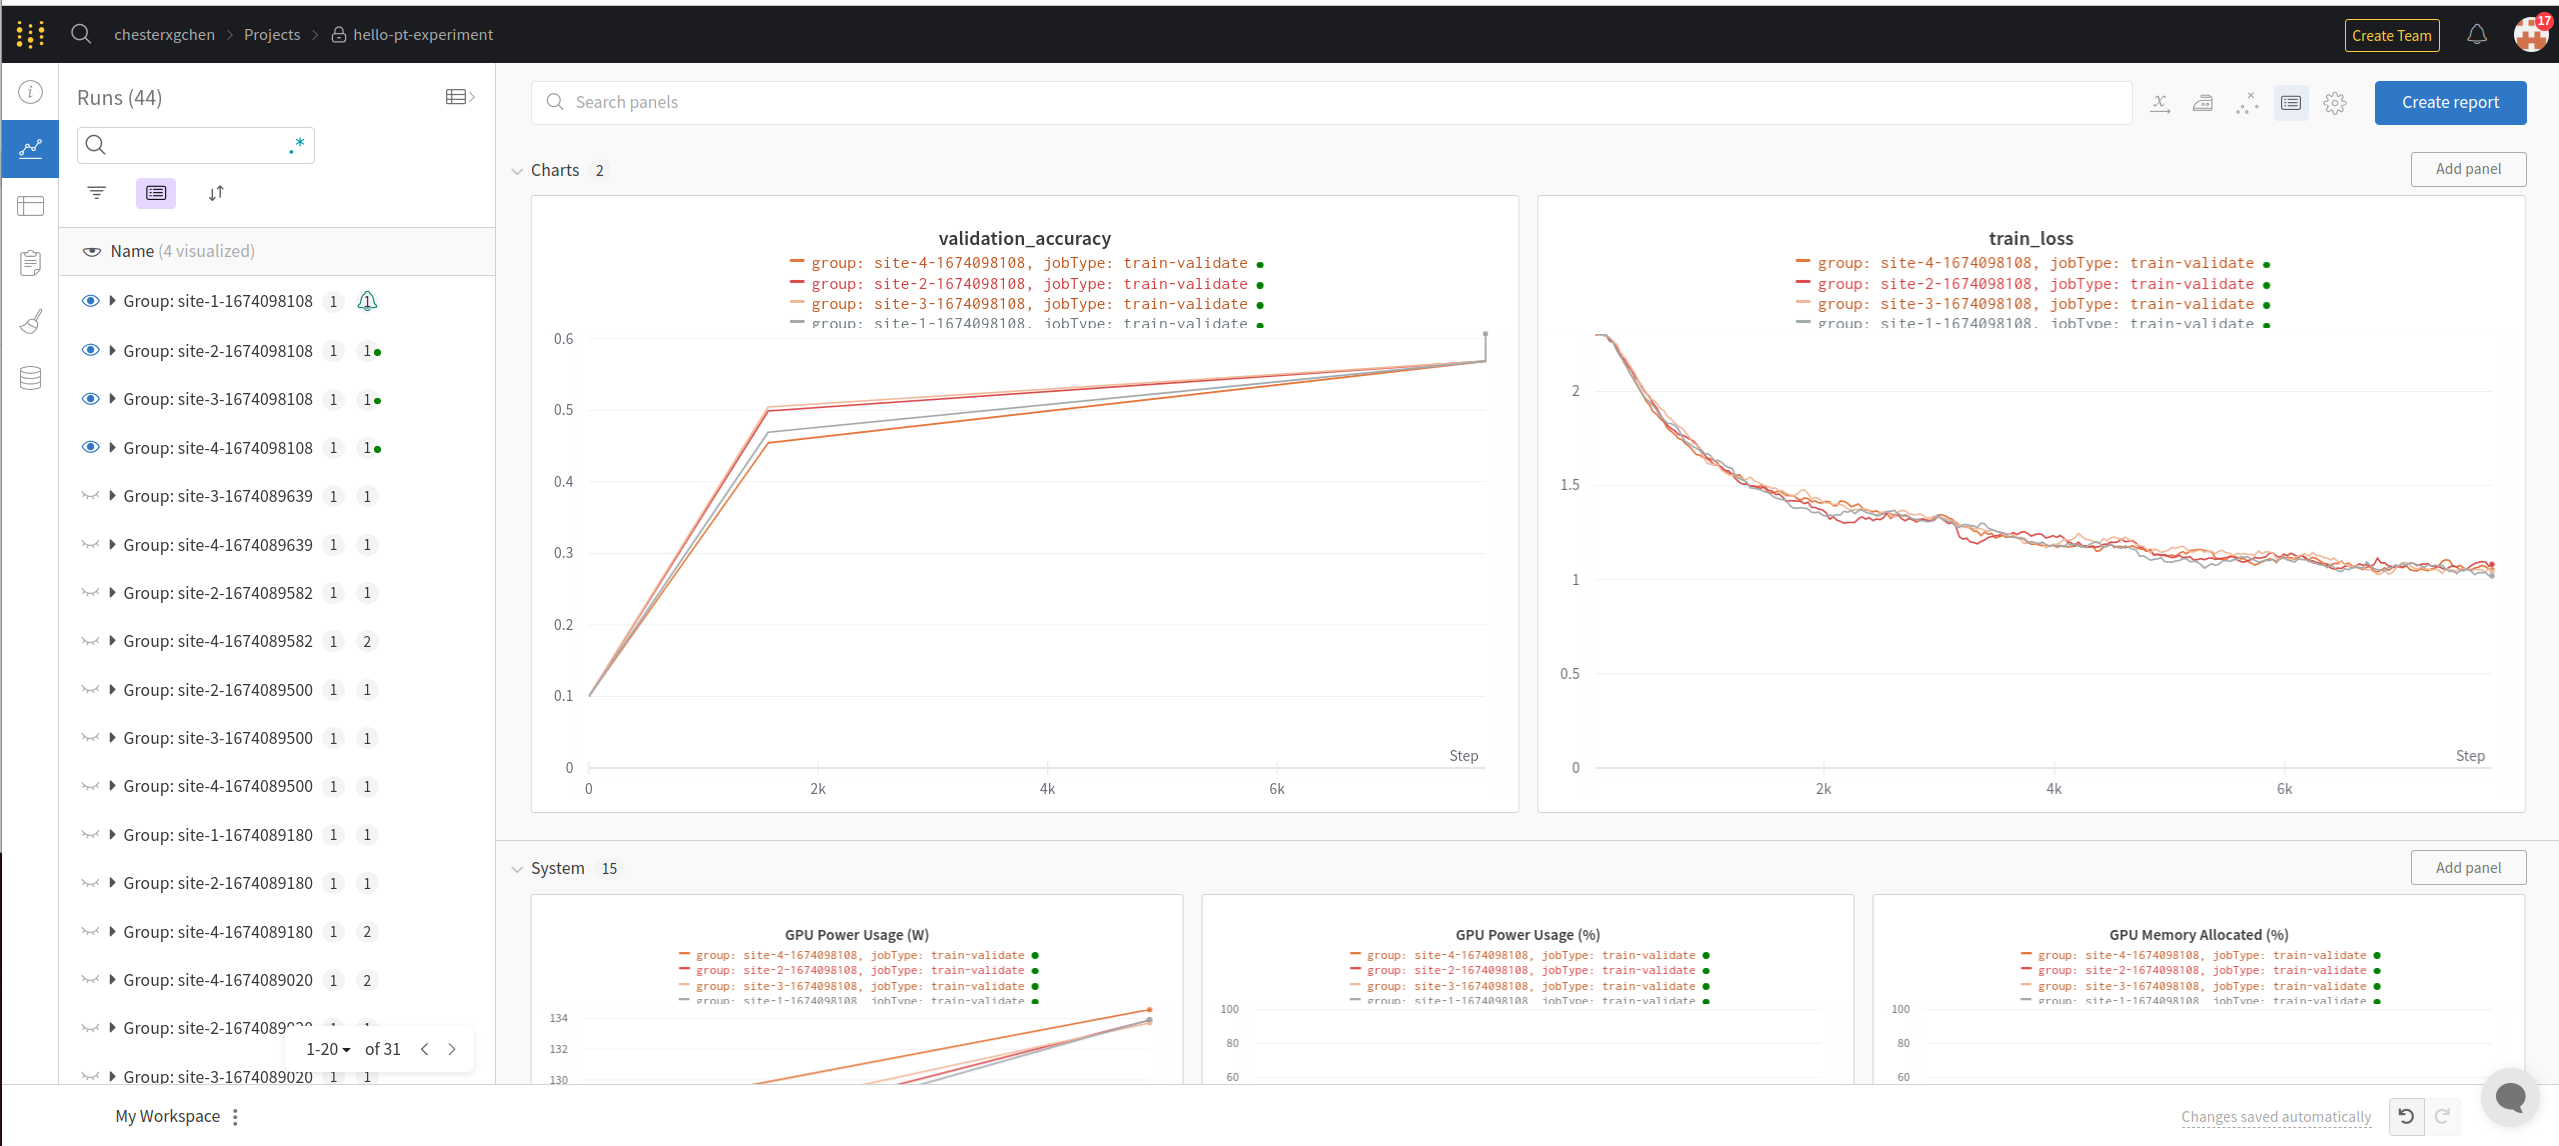 chesterxgchen > Projects > hello-pt-experiment
Create Team
17
Runs (44)
Search panels
Create report
.*
Charts 2
Add panel
Name (4 visualized)
Group: site-1-1674098108 1 1
Group: site-2-1674098108 1 1
Group: site-3-1674098108 1 1
Group: site-4-1674098108 1 1
Group: site-3-1674089639 1 1
Group: site-4-1674089639 1 1
Group: site-2-1674089582 1 1
Group: site-4-1674089582 1 2
Group: site-2-1674089500 1 1
Group: site-3-1674089500 1 1
Group: site-4-1674089500 1 1
Group: site-1-1674089180 1 1
Group: site-2-1674089180 1 1
Group: site-4-1674089180 1 2
Group: site-4-1674089020 1 2
Group: site-2-1674089020 1 1
Group: site-3-1674089020 1 1
1-20 of 31
validation_accuracy
group: site-4-1674098108, jobType: train-validate
group: site-2-1674098108, jobType: train-validate
group: site-3-1674098108, jobType: train-validate
group: site-1-1674098108, jobType: train-validate
0.6
0.5
0.4
0.3
0.2
0.1
0
Step
0 2k 4k 6k
train_loss
group: site-4-1674098108, jobType: train-validate
group: site-2-1674098108, jobType: train-validate
group: site-3-1674098108, jobType: train-validate
group: site-1-1674098108, jobType: train-validate
2
1.5
1
0.5
0
Step
2k 4k 6k
System 15
Add panel
GPU Power Usage (W)
group: site-4-1674098108, jobType: train-validate
group: site-2-1674098108, jobType: train-validate
group: site-3-1674098108, jobType: train-validate
group: site-1-1674098108, jobType: train-validate
134
132
130
GPU Power Usage (%)
group: site-4-1674098108, jobType: train-validate
group: site-2-1674098108, jobType: train-validate
group: site-3-1674098108, jobType: train-validate
group: site-1-1674098108, jobType: train-validate
100
80
60
GPU Memory Allocated (%)
group: site-4-1674098108, jobType: train-validate
group: site-2-1674098108, jobType: train-validate
group: site-3-1674098108, jobType: train-validate
group: site-1-1674098108, jobType: train-validate
100
80
60
My Workspace
Changes saved automatically